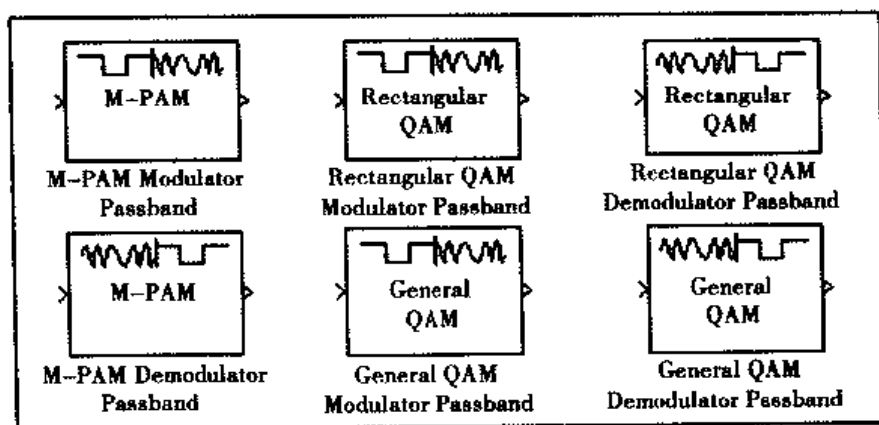 M-PAM
M-PAM Modulator
Passband
Rectangular
QAM
Rectangular QAM
Modulator Passband
Rectangular
QAM
Rectangular QAM
Demodulator Passband
M-PAM
M-PAM Demodulator
Passband
General
QAM
General QAM
Modulator Passband
General
QAM
General QAM
Demodulator Passband